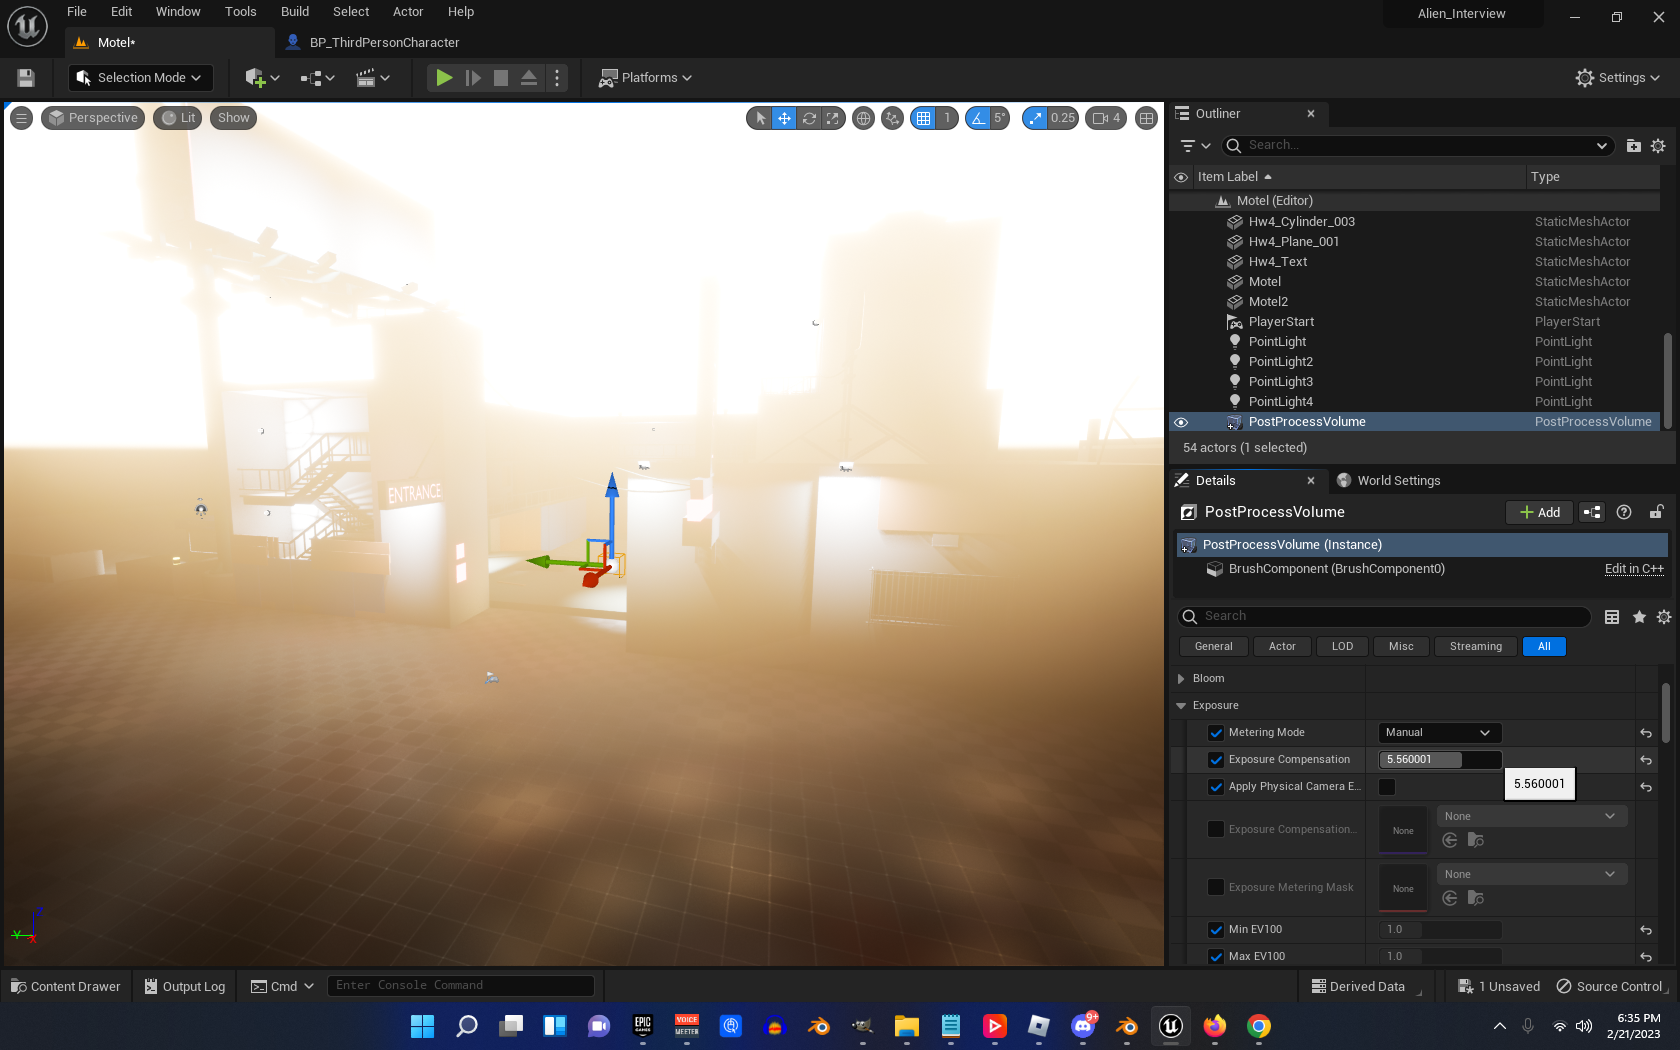 File Edit Window Tools Build Select Actor Help
Alien_Interview
Motel*
BP_ThirdPersonCharacter
Selection Mode
Platforms
Settings
Perspective
Lit
Show
1
5°
0.25
4
ENTRANCE
Outliner
Search...
Item Label
Type
Motel (Editor)
Hw4_Cylinder_003 StaticMeshActor
Hw4_Plane_001 StaticMeshActor
Hw4_Text StaticMeshActor
Motel StaticMeshActor
Motel2 StaticMeshActor
PlayerStart PlayerStart
PointLight PointLight
PointLight2 PointLight
PointLight3 PointLight
PointLight4 PointLight
PostProcessVolume PostProcessVolume
54 actors (1 selected)
Details
World Settings
PostProcessVolume
Add
PostProcessVolume (Instance)
BrushComponent (BrushComponent0)
Edit in C++
Search
General Actor LOD Misc Streaming All
Bloom
Exposure
Metering Mode Manual
Exposure Compensation 5.560001
5.560001
Apply Physical Camera E...
Exposure Compensation... None None
Exposure Metering Mask None None
Min EV100 1.0
Max EV100 1.0
Z
Y
X
Content Drawer
Output Log
Cmd
Enter Console Command
Derived Data
1 Unsaved
Source Control
EPIC
GAMES
VOICE
MEETER
9+
6:35 PM
2/21/2023